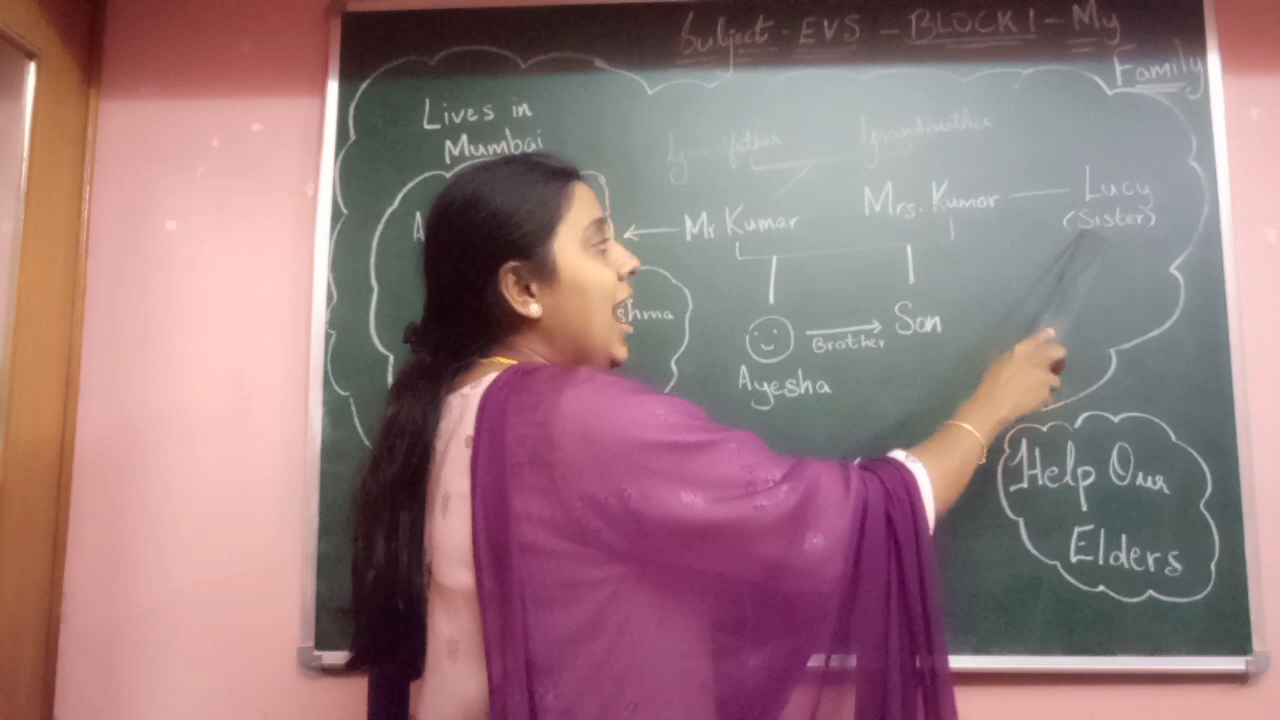 Subject - EVS - BLOCK 1 - My
Family
Lives in
Mumbai
Grandfather
Grandmother
Mr Kumar
Mrs. Kumar
Lucy
(Sister)
Brother
Son
Ayesha
Help Our
Elders